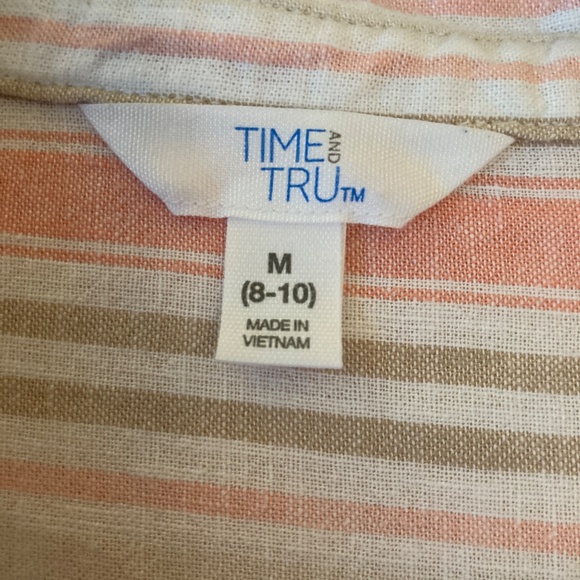 TIME AND
TRU™
M
(8-10)
MADE IN
VIETNAM